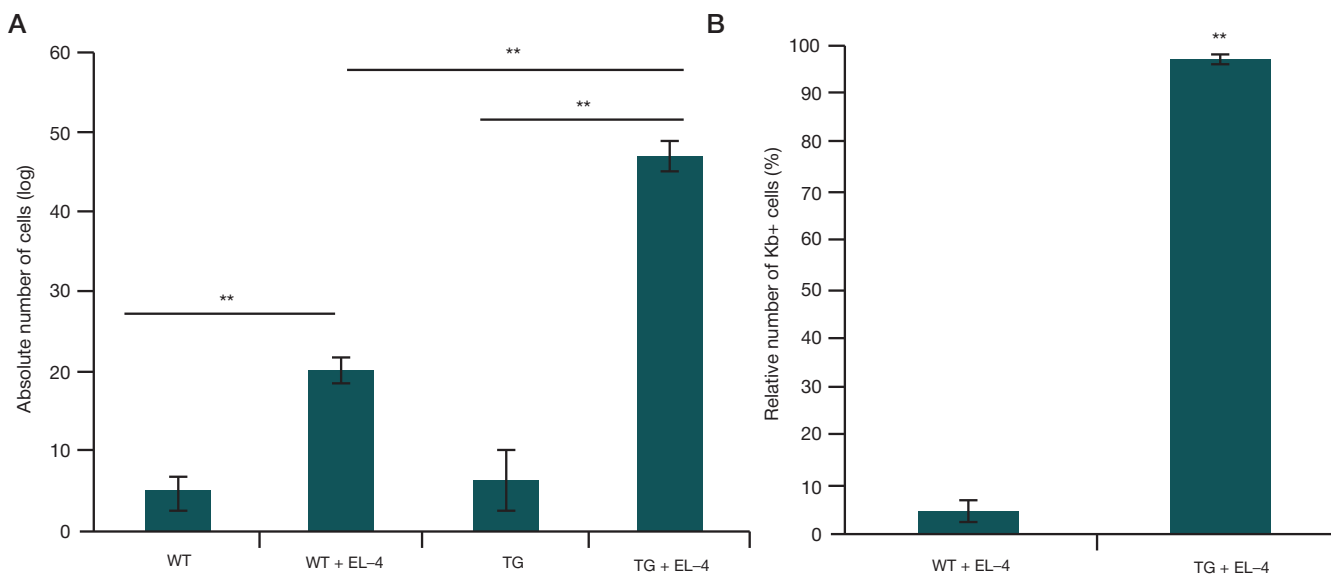 A
Absolute number of cells (log)
60
50
40
30
20
10
0
**
**
**
WT
WT + EL–4
TG
TG + EL–4
B
Relative number of Kb+ cells (%)
100
90
80
70
60
50
40
30
20
10
0
**
WT + EL–4
TG + EL–4